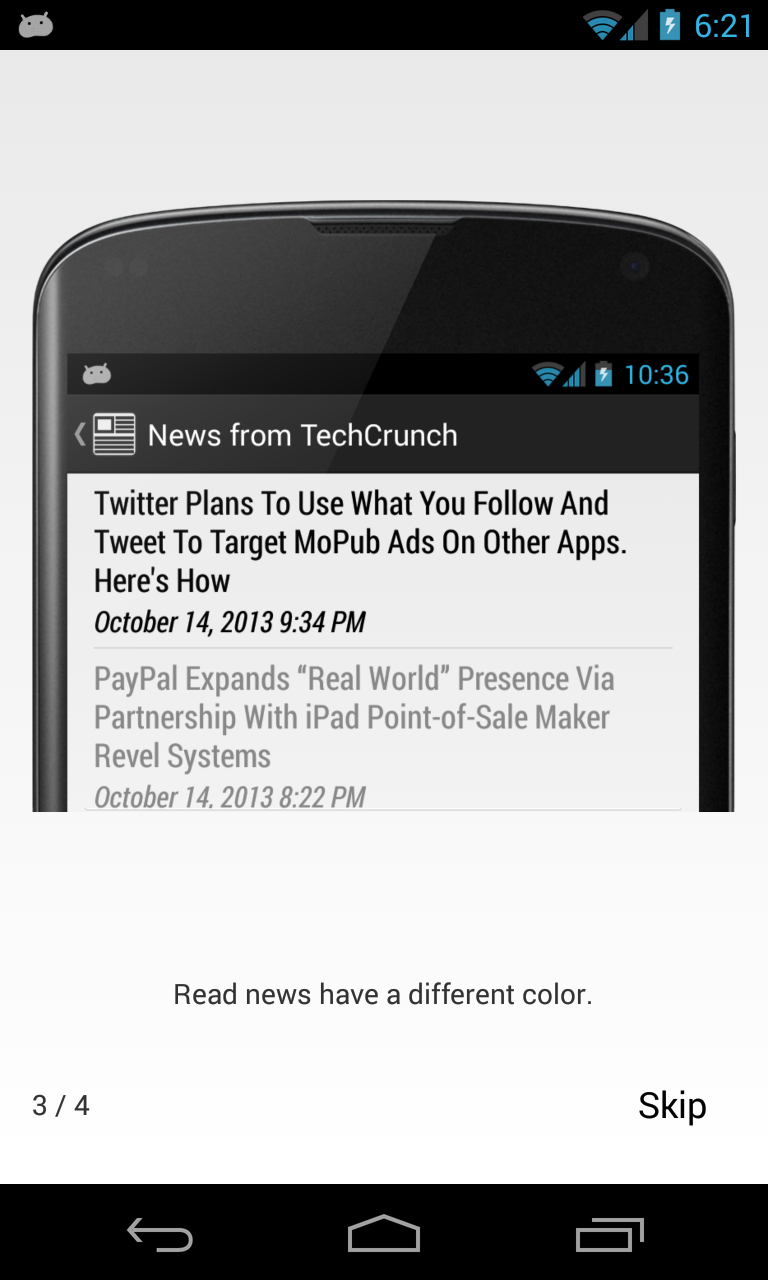 6:21
10:36
News from TechCrunch
Twitter Plans To Use What You Follow And
Tweet To Target MoPub Ads On Other Apps.
Here's How
October 14, 2013 9:34 PM
PayPal Expands “Real World” Presence Via
Partnership With iPad Point-of-Sale Maker
Revel Systems
October 14, 2013 8:22 PM
Read news have a different color.
3 / 4
Skip